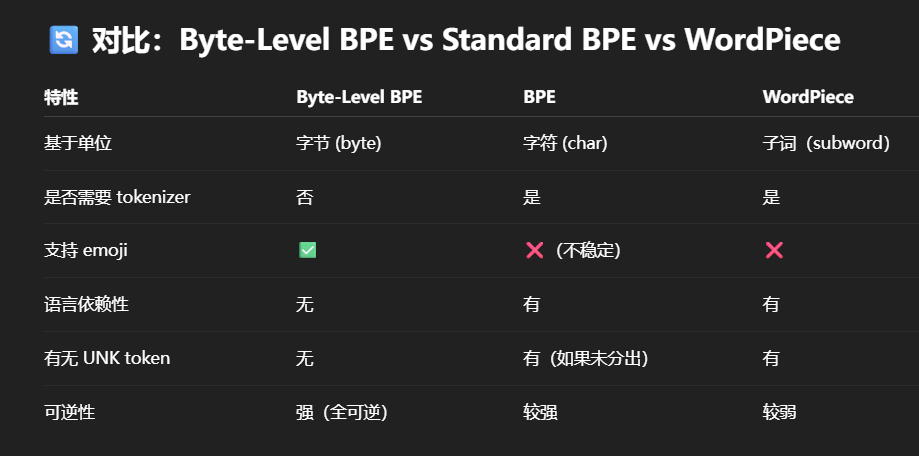 🔄 对比：Byte-Level BPE vs Standard BPE vs WordPiece
特性 Byte-Level BPE BPE WordPiece
基于单位 字节 (byte) 字符 (char) 子词（subword）
是否需要 tokenizer 否 是 是
支持 emoji ✅ ❌（不稳定） ❌
语言依赖性 无 有 有
有无 UNK token 无 有（如果未分出） 有
可逆性 强（全可逆） 较强 较弱